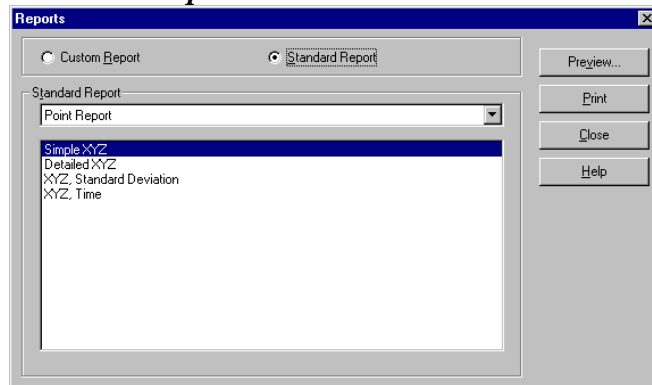 Reports
Custom Report
Standard Report
Preview...
Standard Report
Print
Point Report
Close
Simple XYZ
Detailed XYZ
Help
XYZ, Standard Deviation
XYZ, Time